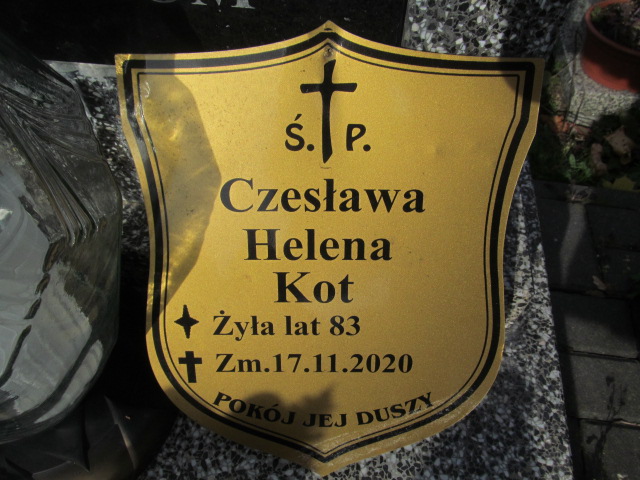 Ś. P.
Czesława
Helena
Kot
Żyła lat 83
Zm.17.11.2020
POKÓJ JEJ DUSZY